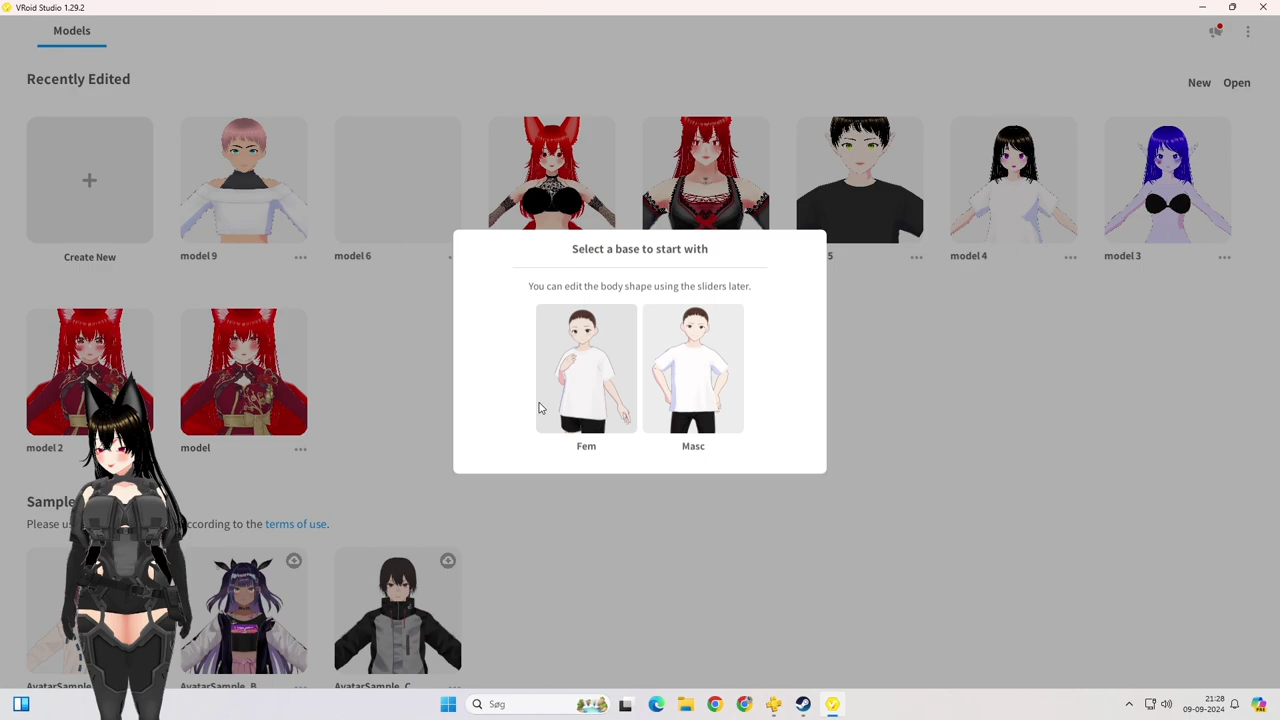 VRoid Studio 1.29.2
Models
Recently Edited
New Open
Create New
model 9
model 6
5
model 4
model 3
Select a base to start with
You can edit the body shape using the sliders later.
Fem
Masc
model 2
model
Sample
Please u
ccording to the terms of use.
AvatarSample_B
AvatarSample_C
Søg
21:28
09-09-2024